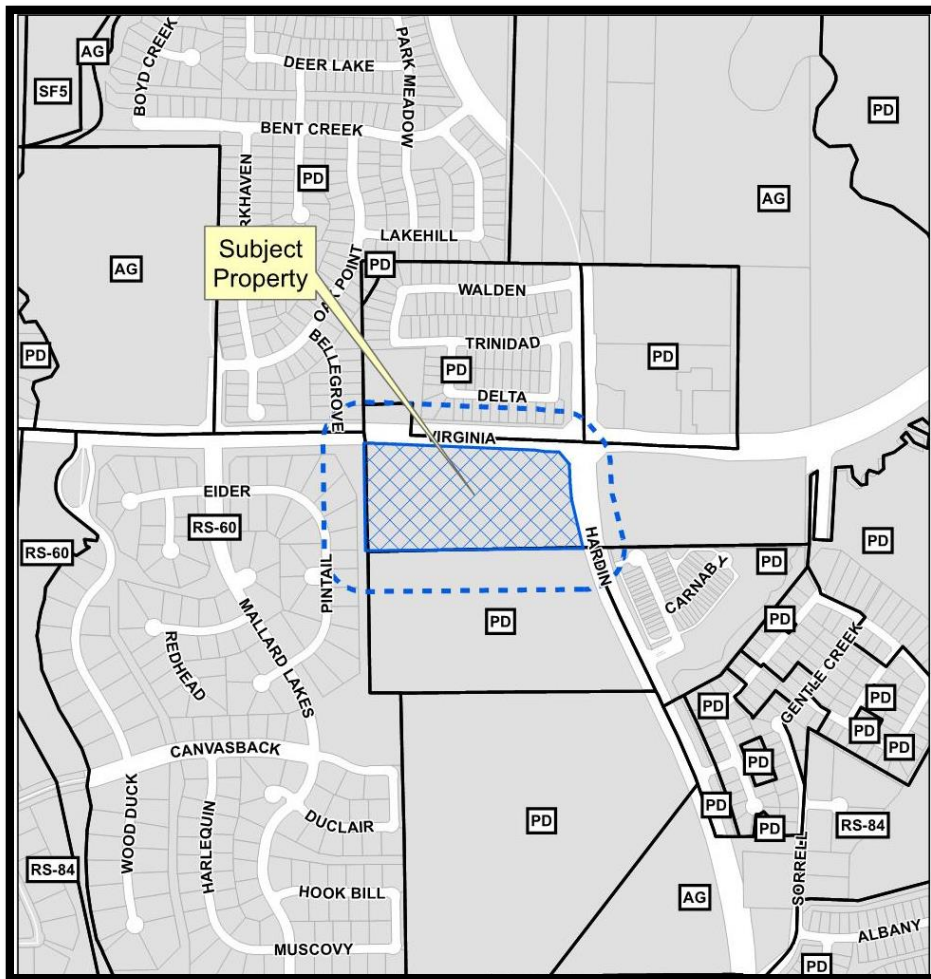 BOYD CREEK
AG
SF5
DEER LAKE
PARK MEADOW
BENT CREEK
PD
PD
RKHAVEN
AG
AG
LAKEHILL
Subject
Property
PD
WALDEN
TRINIDAD
PD
PD
PD
DELTA
BELLEGROVE
VIRGINIA
EIDER
RS-60
RS-60
PINTAIL
HARDIN
PD
CARNABY
PD
PD
PD
MALLARD LAKES
REDHEAD
GENTLE CREEK
PD
PD
PD
PD
CANVASBACK
PD
WOOD DUCK
HARLEQUIN
DUCLAIR
PD
PD
PD
RS-84
RS-84
HOOK BILL
AG
SORRELL
MUSCOVY
ALBANY
PD